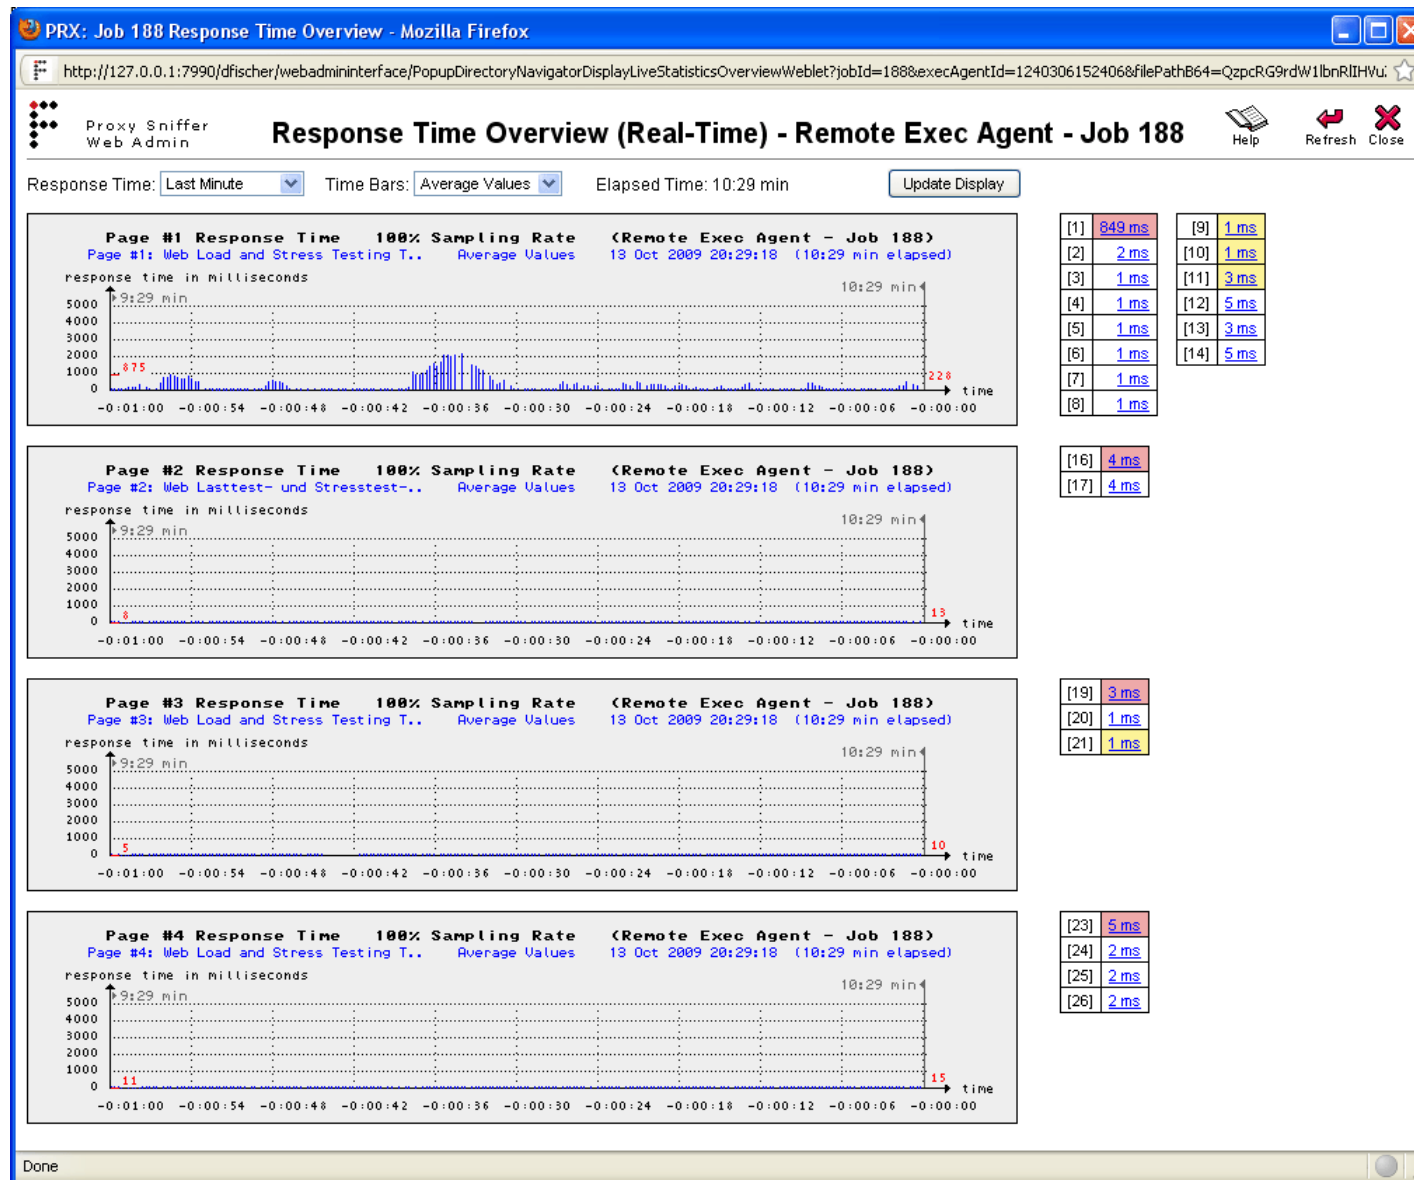 PRX: Job 188 Response Time Overview - Mozilla Firefox
http://127.0.0.1:7990/dfischer/webadmininterface/PopupDirectoryNavigatorDisplayLiveStatisticsOverviewWeblet?jobId=188&execAgentId=1240306152406&filePathB64=QzpcRG9rdW1lbnRlIHVu
Proxy Sniffer
Web Admin
Response Time Overview (Real-Time) - Remote Exec Agent - Job 188
Help Refresh Close
Response Time: Last Minute Time Bars: Average Values Elapsed Time: 10:29 min Update Display
Page #1 Response Time 100% Sampling Rate (Remote Exec Agent - Job 188)
Page #1: Web Load and Stress Testing T.. Average Values 13 Oct 2009 20:29:18 (10:29 min elapsed)
response time in milliseconds
9:29 min 10:29 min
5000
4000
3000
2000
1000
0
875 228
time
-0:01:00 -0:00:54 -0:00:48 -0:00:42 -0:00:36 -0:00:30 -0:00:24 -0:00:18 -0:00:12 -0:00:06 -0:00:00
[1] 849 ms [9] 1 ms
[2] 2 ms [10] 1 ms
[3] 1 ms [11] 3 ms
[4] 1 ms [12] 5 ms
[5] 1 ms [13] 3 ms
[6] 1 ms [14] 5 ms
[7] 1 ms
[8] 1 ms
Page #2 Response Time 100% Sampling Rate (Remote Exec Agent - Job 188)
Page #2: Web Lasttest- und Stresstest-.. Average Values 13 Oct 2009 20:29:18 (10:29 min elapsed)
response time in milliseconds
9:29 min 10:29 min
5000
4000
3000
2000
1000
0
8 13
time
-0:01:00 -0:00:54 -0:00:48 -0:00:42 -0:00:36 -0:00:30 -0:00:24 -0:00:18 -0:00:12 -0:00:06 -0:00:00
[16] 4 ms
[17] 4 ms
Page #3 Response Time 100% Sampling Rate (Remote Exec Agent - Job 188)
Page #3: Web Load and Stress Testing T.. Average Values 13 Oct 2009 20:29:18 (10:29 min elapsed)
response time in milliseconds
9:29 min 10:29 min
5000
4000
3000
2000
1000
0
5 10
time
-0:01:00 -0:00:54 -0:00:48 -0:00:42 -0:00:36 -0:00:30 -0:00:24 -0:00:18 -0:00:12 -0:00:06 -0:00:00
[19] 3 ms
[20] 1 ms
[21] 1 ms
Page #4 Response Time 100% Sampling Rate (Remote Exec Agent - Job 188)
Page #4: Web Load and Stress Testing T.. Average Values 13 Oct 2009 20:29:18 (10:29 min elapsed)
response time in milliseconds
9:29 min 10:29 min
5000
4000
3000
2000
1000
0
11 15
time
-0:01:00 -0:00:54 -0:00:48 -0:00:42 -0:00:36 -0:00:30 -0:00:24 -0:00:18 -0:00:12 -0:00:06 -0:00:00
[23] 5 ms
[24] 2 ms
[25] 2 ms
[26] 2 ms
Done